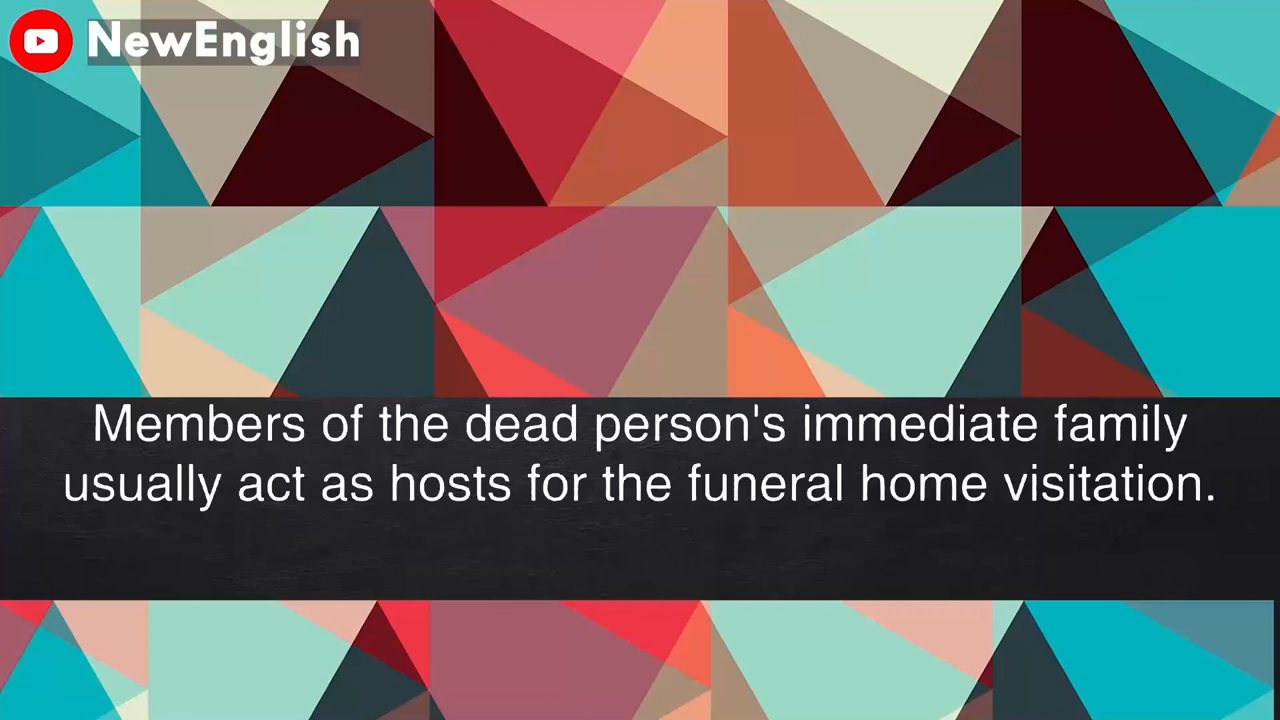 NewEnglish
Members of the dead person's immediate family
usually act as hosts for the funeral home visitation.